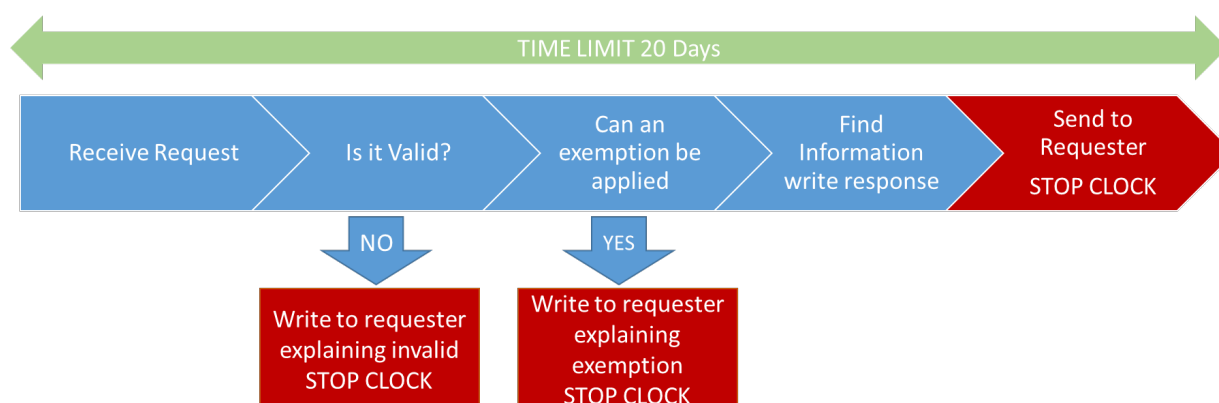 TIME LIMIT 20 Days
Receive Request
Is it Valid?
Can an
exemption be
applied
Find
Information
write response
Send to
Requester
STOP CLOCK
NO
YES
Write to requester
explaining invalid
STOP CLOCK
Write to requester
explaining
exemption
STOP CLOCK